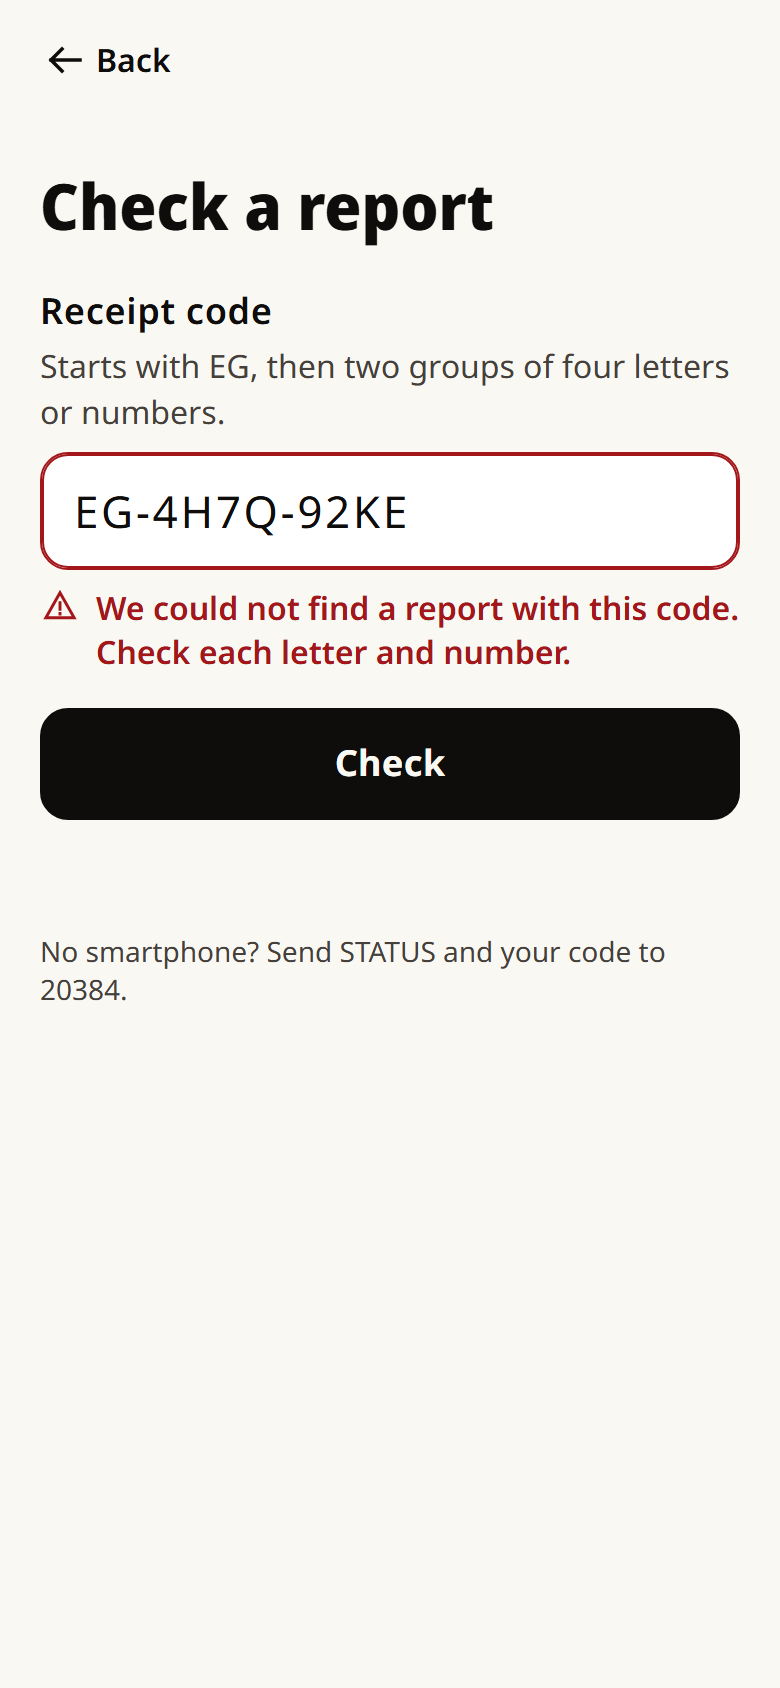 Back
Check a report
Receipt code
Starts with EG, then two groups of four letters
or numbers.
EG-4H7Q-92KE
We could not find a report with this code.
Check each letter and number.
Check
No smartphone? Send STATUS and your code to
20384.